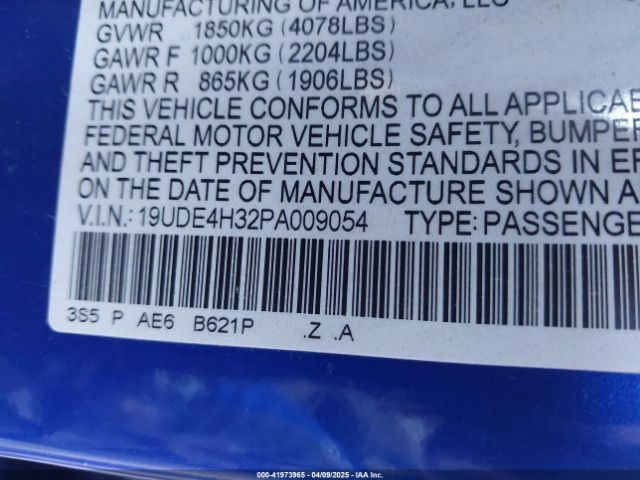 MANUFACTURING OF AMERICA, LLC
GVWR 1850KG (4078LBS)
GAWR F 1000KG (2204LBS)
GAWR R 865KG (1906LBS)
THIS VEHICLE CONFORMS TO ALL APPLICAB
FEDERAL MOTOR VEHICLE SAFETY, BUMPER
AND THEFT PREVENTION STANDARDS IN EF
ON THE DATE OF MANUFACTURE SHOWN A
V.I.N.: 19UDE4H32PA009054 TYPE: PASSENGE
3S5 P AE6 B621P .Z .A
000-41973965 | 04/09/2025 | IAA Inc.